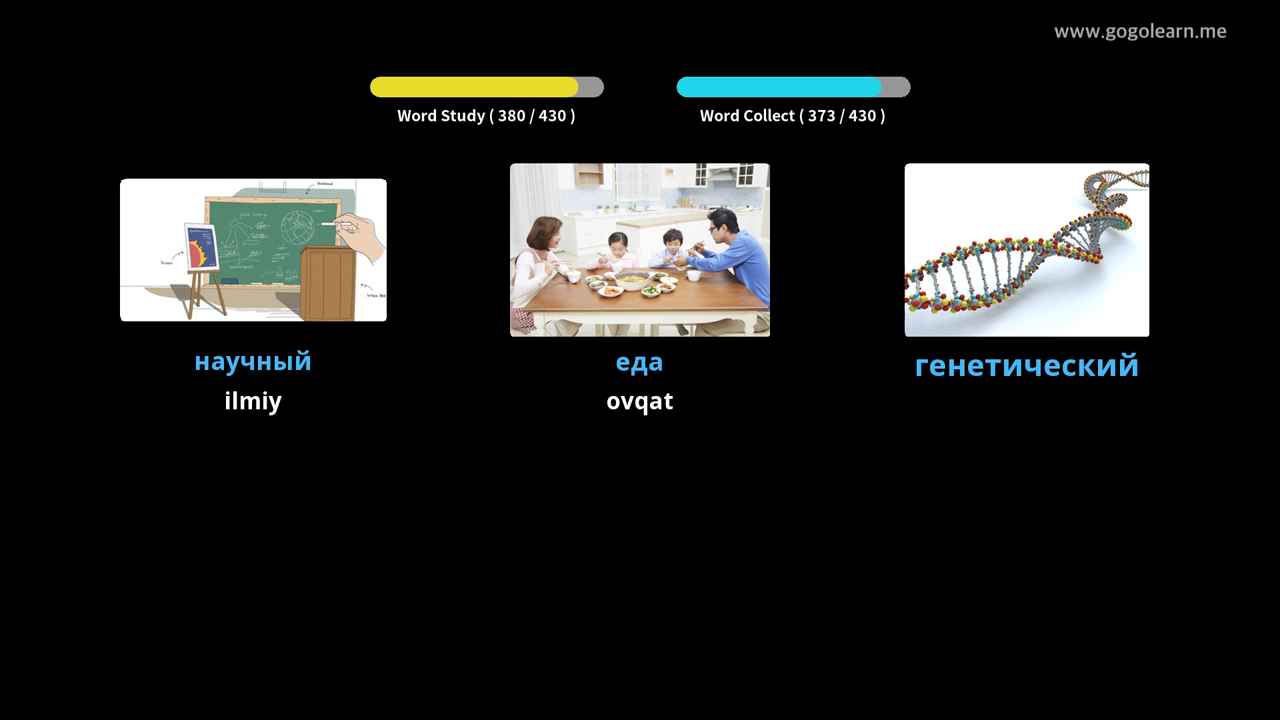 www.gogolearn.me
Word Study ( 380 / 430 )
Word Collect ( 373 / 430 )
научный
ilmiy
еда
ovqat
генетический